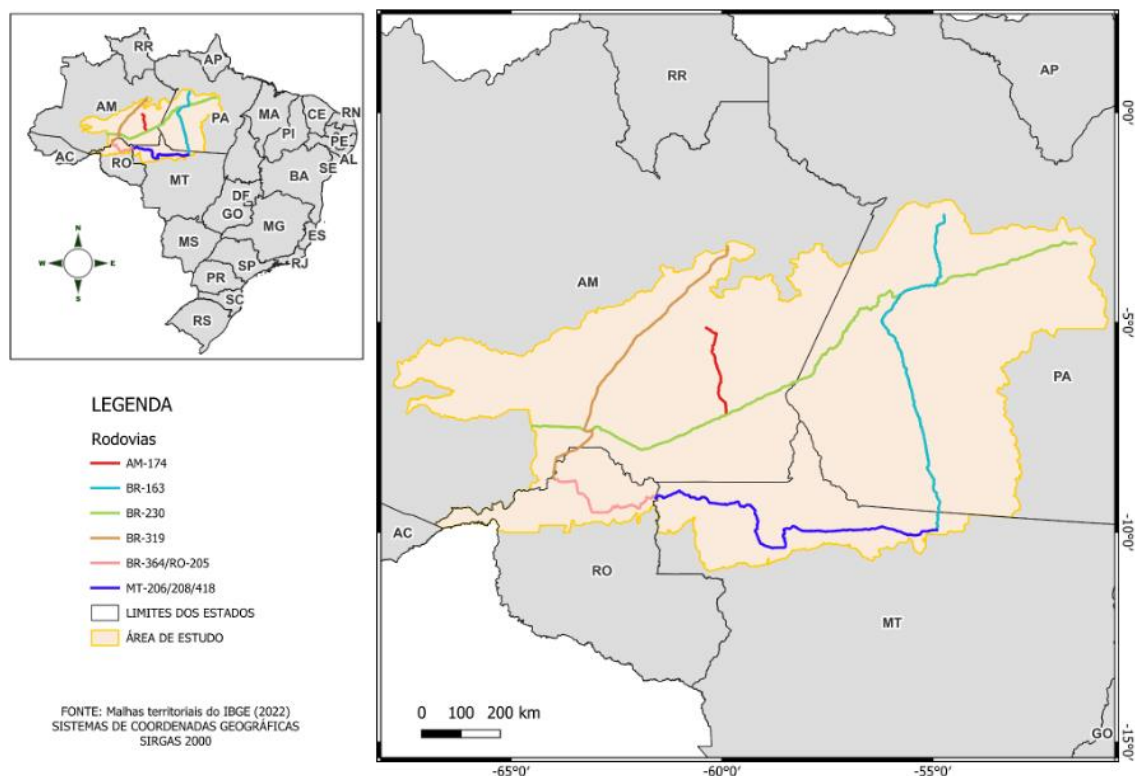 RR
AP
AM
PA
MA
CE
RN
PI
PE
AL
SE
AC
RO
MT
BA
DF
GO
MG
MS
ES
SP
RJ
PR
SC
RS
N
W
E
S
LEGENDA
Rodovias
AM-174
BR-163
BR-230
BR-319
BR-364/RO-205
MT-206/208/418
LIMITES DOS ESTADOS
ÁREA DE ESTUDO
FONTE: Malhas territoriais do IBGE (2022)
SISTEMAS DE COORDENADAS GEOGRÁFICAS
SIRGAS 2000
RR
AP
AM
PA
AC
RO
MT
GO
0 100 200 km
0°0'
-5°0'
-10°0'
-15°0'
-65°0'
-60°0'
-55°0'